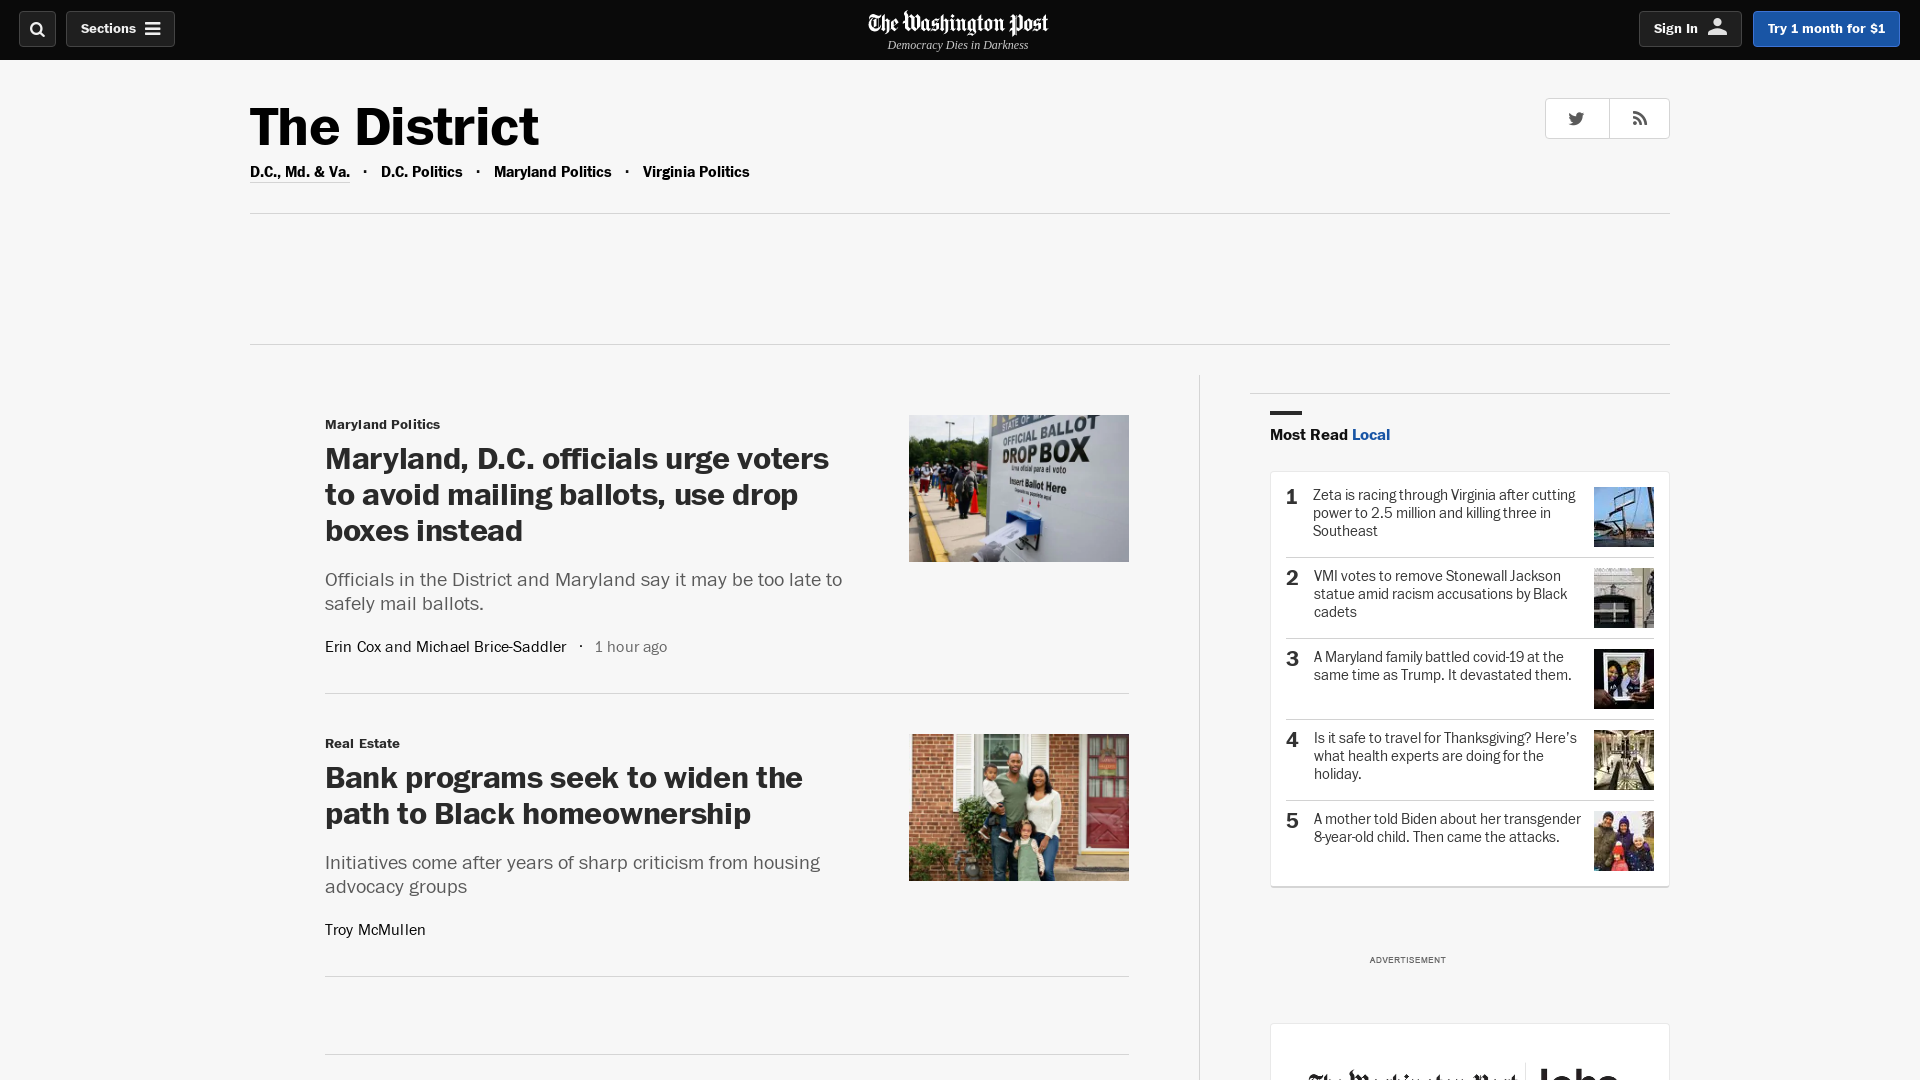 Sections
The Washington Post
Democracy Dies in Darkness
Sign In
Try 1 month for $1
The District
D.C., Md. & Va. · D.C. Politics · Maryland Politics · Virginia Politics
Maryland Politics
Maryland, D.C. officials urge voters
to avoid mailing ballots, use drop
boxes instead
Officials in the District and Maryland say it may be too late to
safely mail ballots.
Erin Cox and Michael Brice-Saddler · 1 hour ago
OFFICIAL BALLOT
DROP BOX
Insert Ballot Here
Real Estate
Bank programs seek to widen the
path to Black homeownership
Initiatives come after years of sharp criticism from housing
advocacy groups
Troy McMullen
Most Read Local
1 Zeta is racing through Virginia after cutting
power to 2.5 million and killing three in
Southeast
2 VMI votes to remove Stonewall Jackson
statue amid racism accusations by Black
cadets
3 A Maryland family battled covid-19 at the
same time as Trump. It devastated them.
4 Is it safe to travel for Thanksgiving? Here's
what health experts are doing for the
holiday.
5 A mother told Biden about her transgender
8-year-old child. Then came the attacks.
ADVERTISEMENT
The Washington Post Jobs